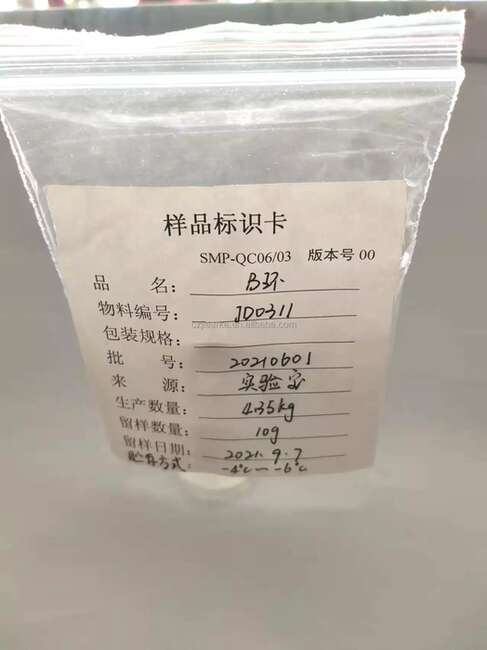 样品标识卡
SMP-QC06/03 版本号 00
品 名： B环
物料编号： JD0311
包装规格：
批 号： 20210601
来 源： 实验室
生产数量： 4.35kg
留样数量： 10g
留样日期： 2021.9.7
贮存方式： -4℃ — -6℃